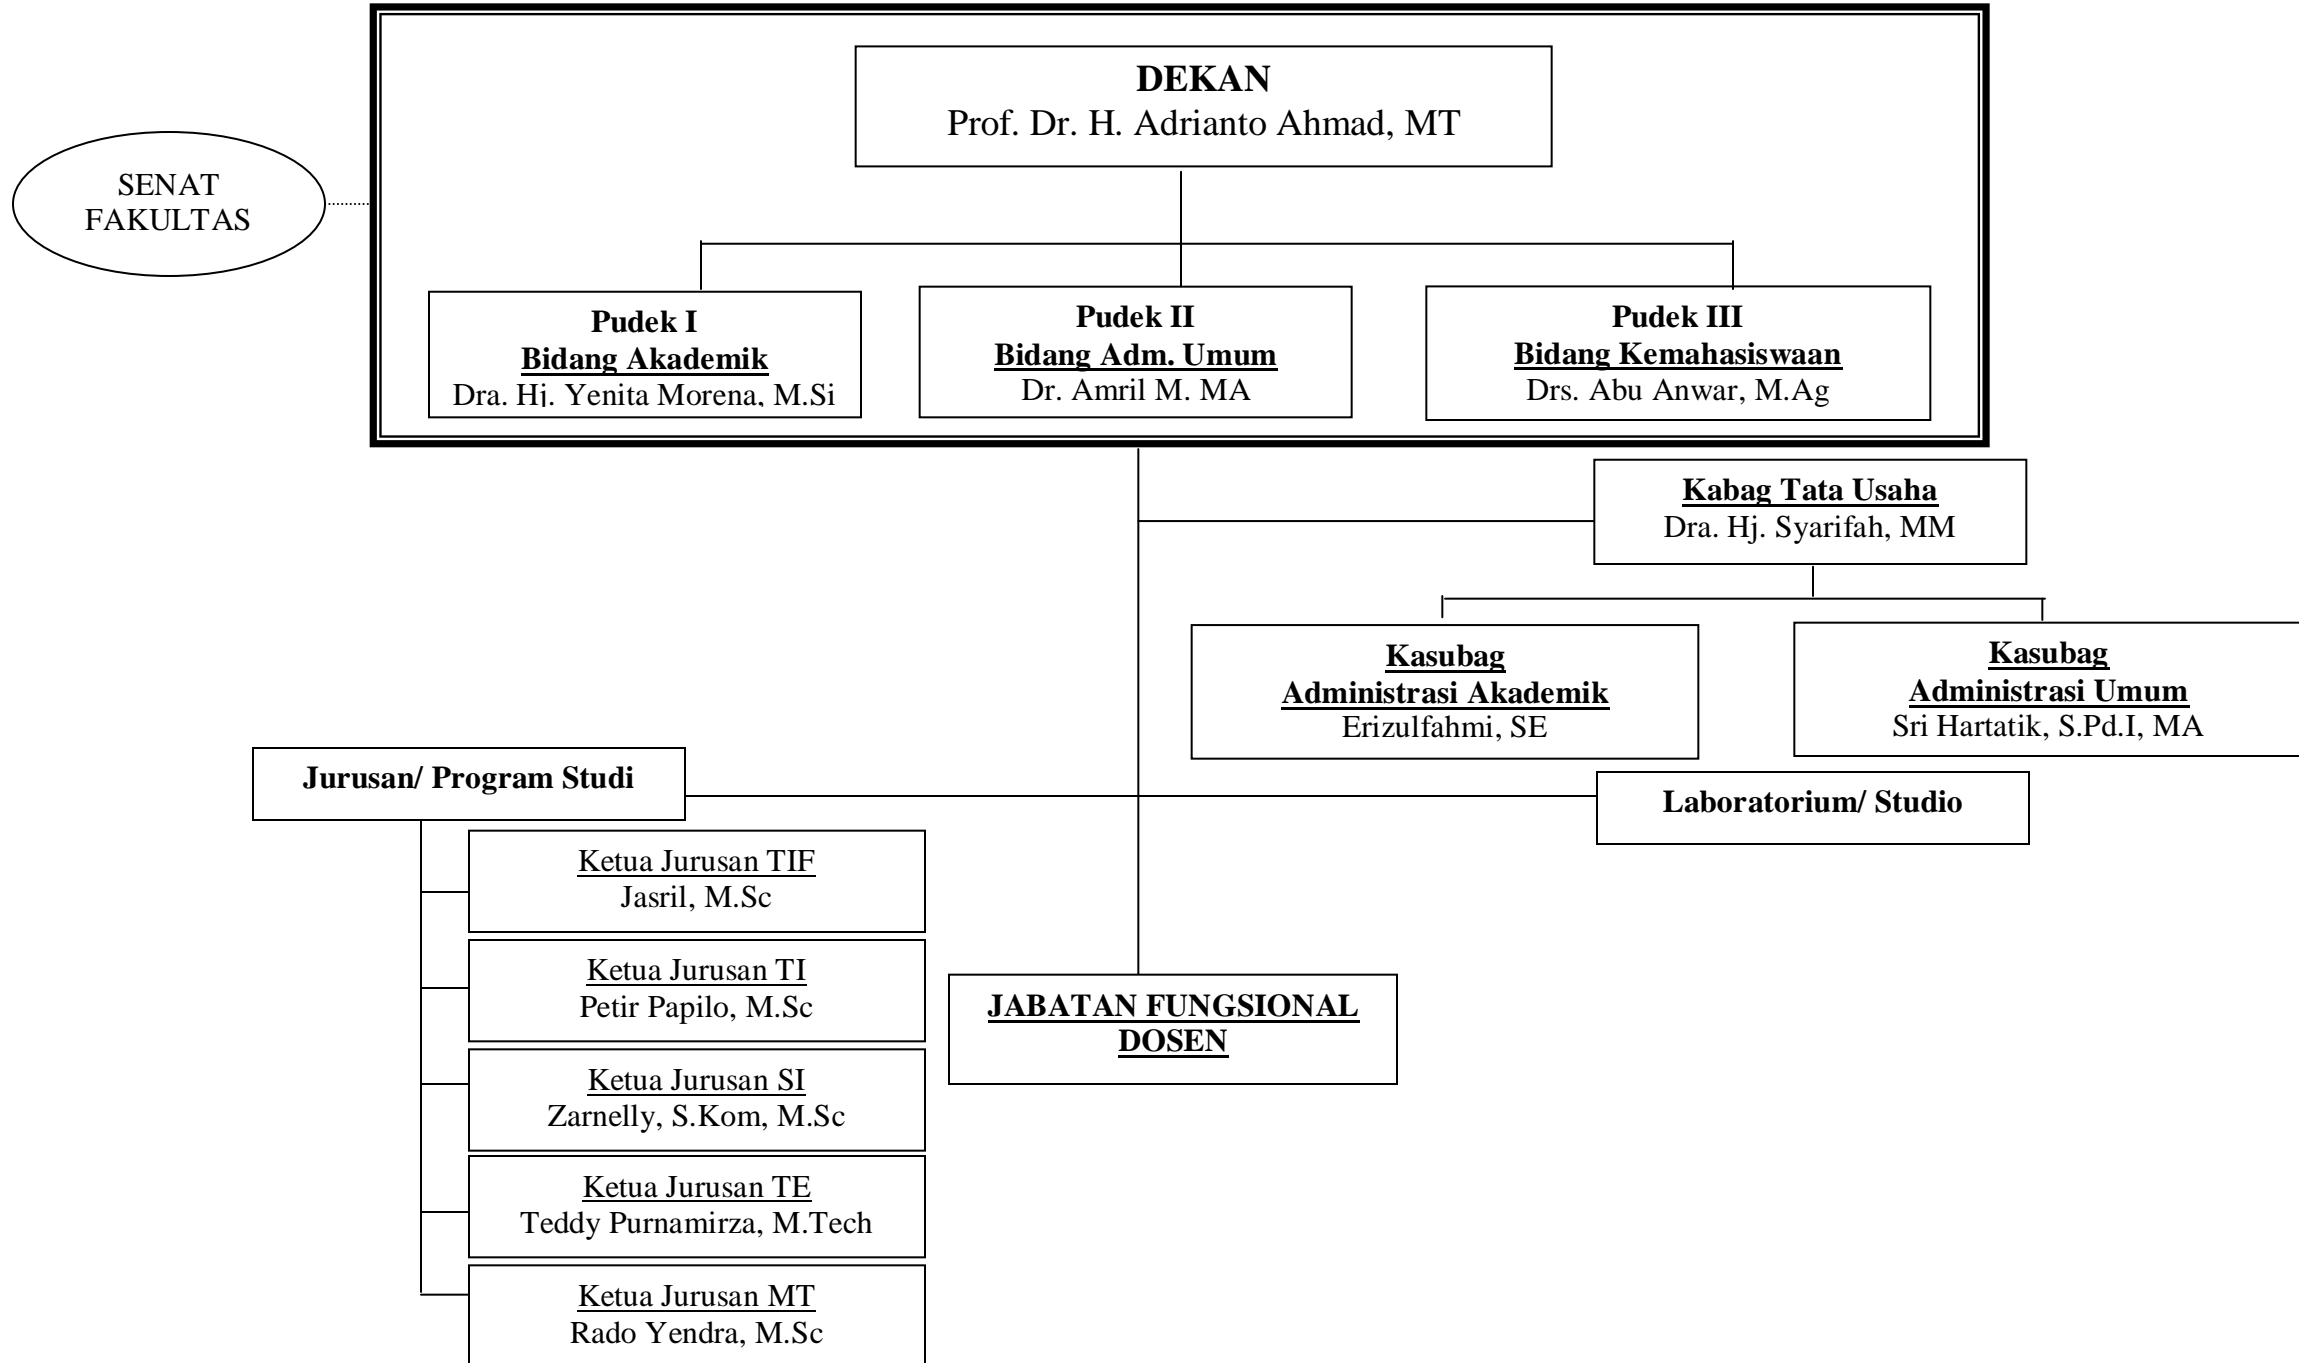 DEKAN
Prof. Dr. H. Adrianto Ahmad, MT
SENAT
FAKULTAS
Pudek I
Bidang Akademik
Dra. Hj. Yenita Morena, M.Si
Pudek II
Bidang Adm. Umum
Dr. Amril M. MA
Pudek III
Bidang Kemahasiswaan
Drs. Abu Anwar, M.Ag
Kabag Tata Usaha
Dra. Hj. Syarifah, MM
Kasubag
Administrasi Akademik
Erizulfahmi, SE
Kasubag
Administrasi Umum
Sri Hartatik, S.Pd.I, MA
Jurusan/ Program Studi
Laboratorium/ Studio
Ketua Jurusan TIF
Jasril, M.Sc
Ketua Jurusan TI
Petir Papilo, M.Sc
Ketua Jurusan SI
Zarnelly, S.Kom, M.Sc
Ketua Jurusan TE
Teddy Purnamirza, M.Tech
Ketua Jurusan MT
Rado Yendra, M.Sc
JABATAN FUNGSIONAL
DOSEN